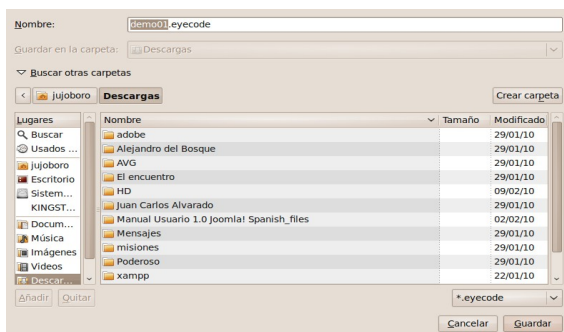 Nombre: demo01.eyecode
Guardar en la carpeta: Descargas
Buscar otras carpetas
< jujoboro Descargas Crear carpeta
Lugares Nombre Tamaño Modificado
Buscar adobe 29/01/10
Usados ... Alejandro del Bosque 29/01/10
jujoboro AVG 29/01/10
Escritorio El encuentro 29/01/10
Sistem... HD 09/02/10
KINGST... Juan Carlos Alvarado 29/01/10
Docum... Manual Usuario 1.0 Joomla! Spanish_files 02/02/10
Música Mensajes 29/01/10
Imágenes misiones 29/01/10
Videos Poderoso 29/01/10
Descar... xampp 22/01/10
Añadir Quitar *.eyecode
Cancelar Guardar